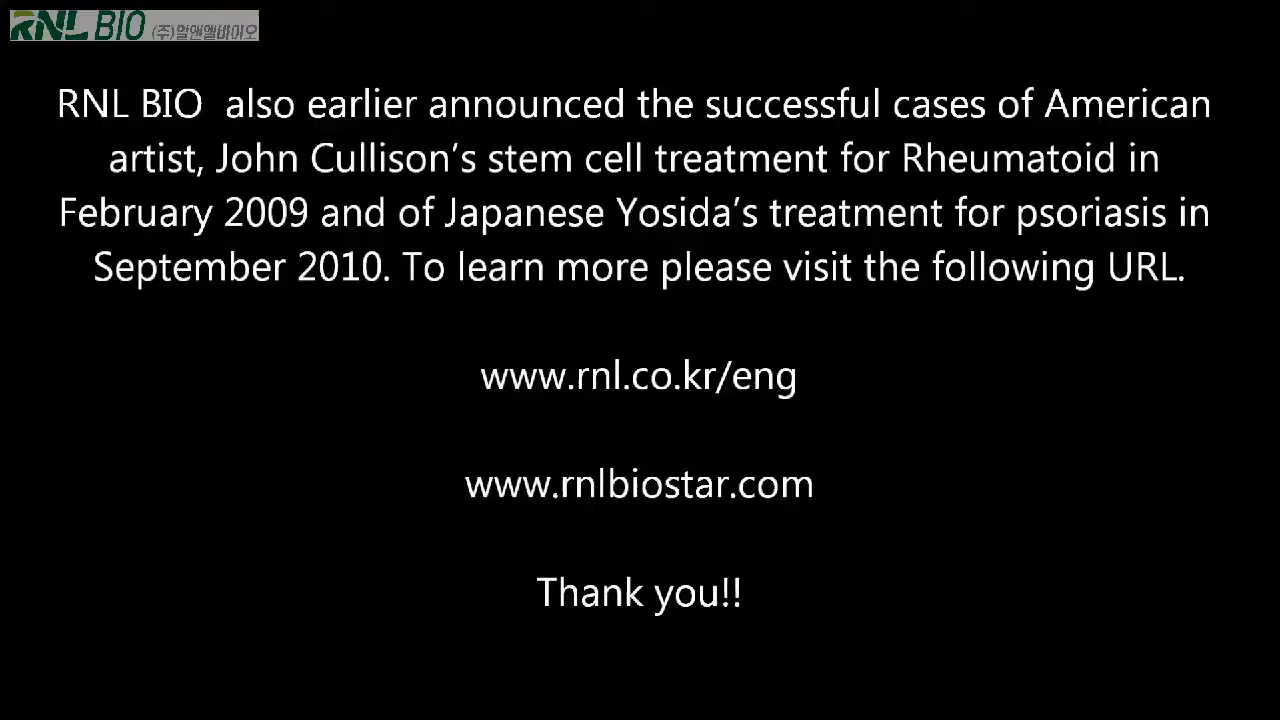 RNL BIO (주)알앤엘바이오
RNL BIO also earlier announced the successful cases of American
artist, John Cullison’s stem cell treatment for Rheumatoid in
February 2009 and of Japanese Yosida’s treatment for psoriasis in
September 2010. To learn more please visit the following URL.
www.rnl.co.kr/eng
www.rnlbiostar.com
Thank you!!